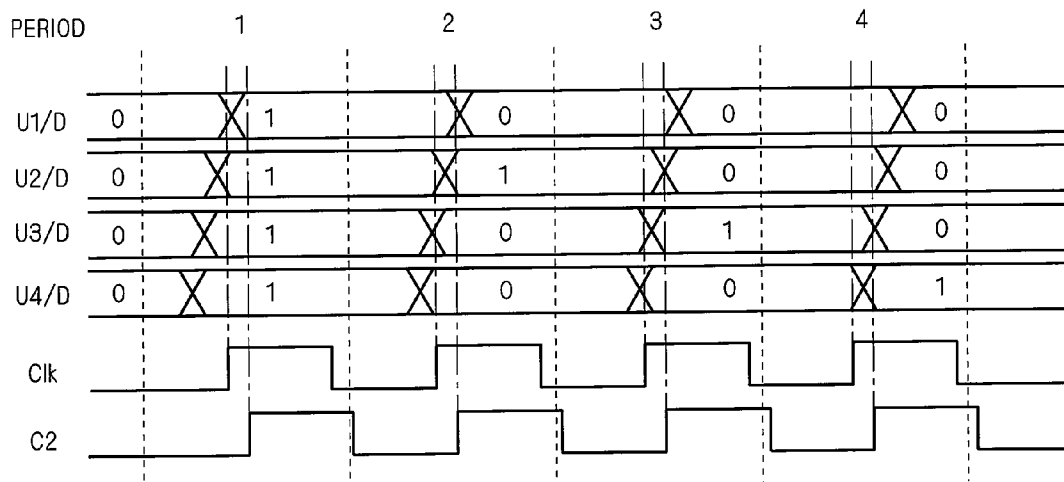 PERIOD 1 2 3 4
U1/D 0 1 0 0 0
U2/D 0 1 1 0 0
U3/D 0 1 0 1 0
U4/D 0 1 0 0 1
Clk
C2